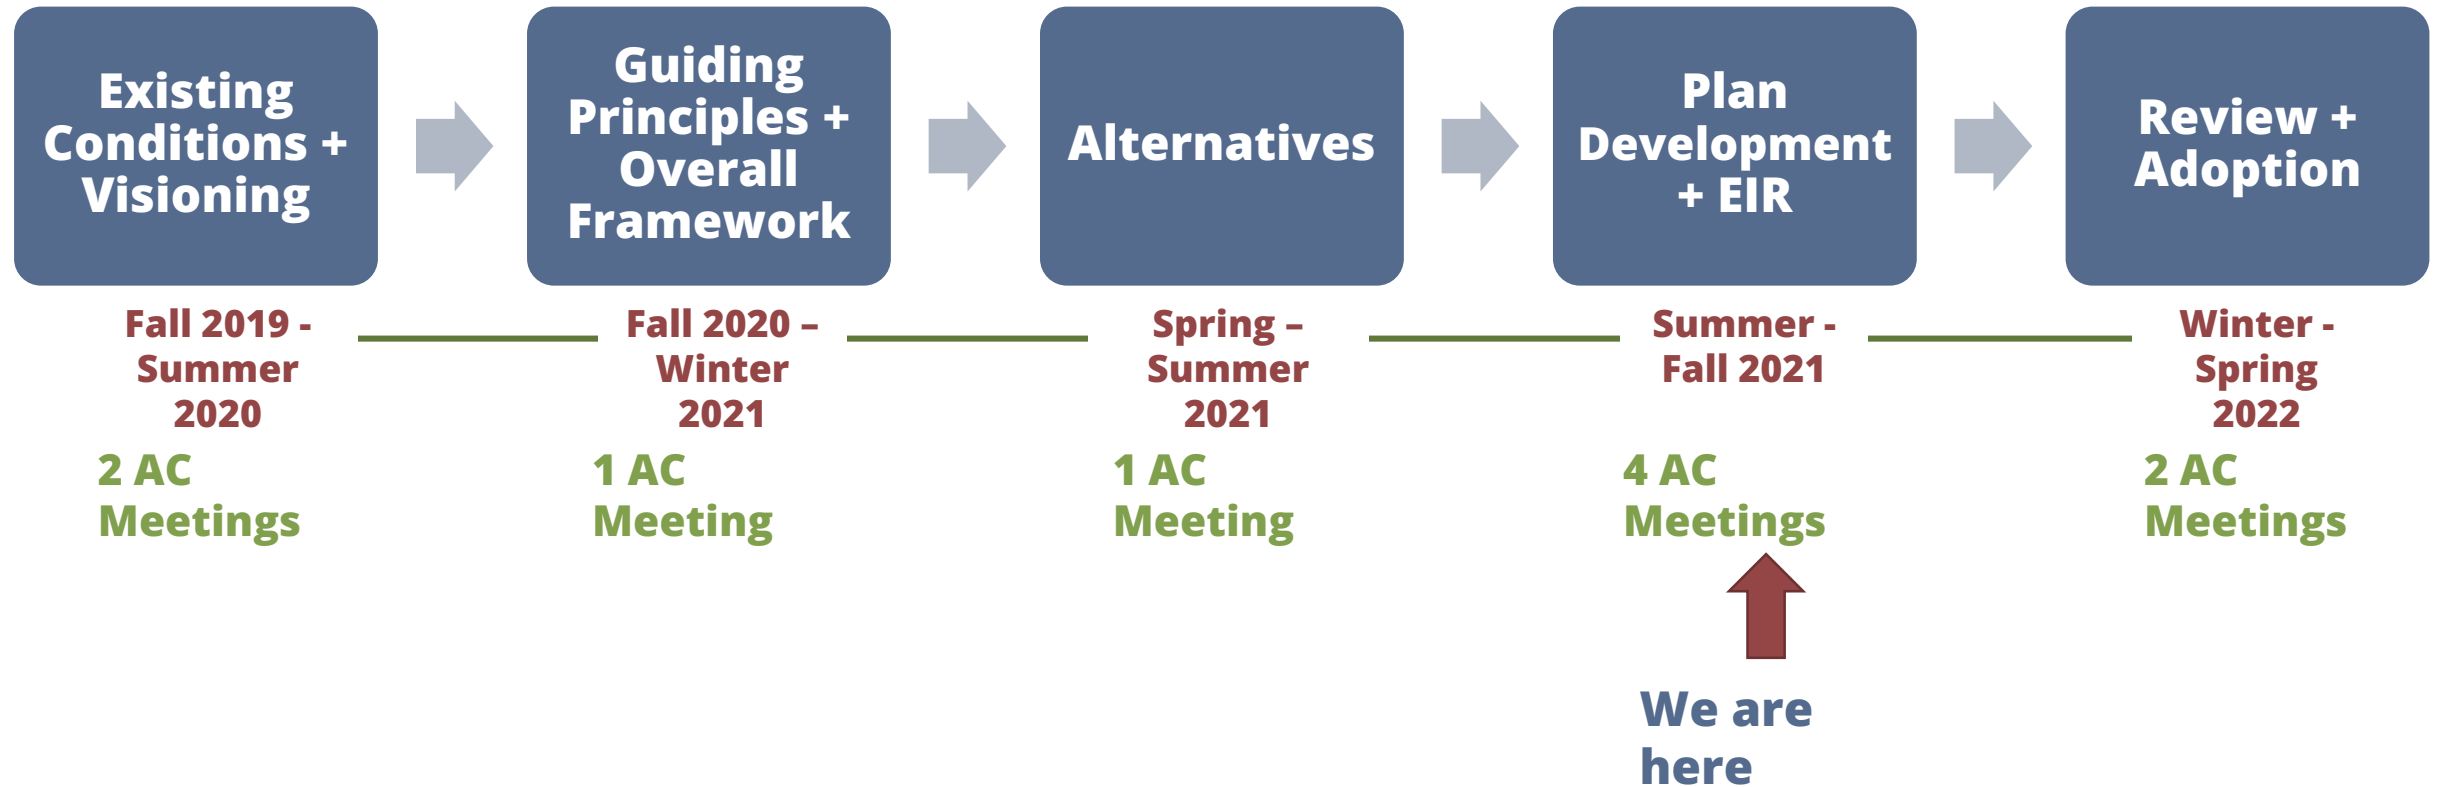 Existing
Conditions +
Visioning
Guiding
Principles +
Overall
Framework
Alternatives
Plan
Development
+ EIR
Review +
Adoption
Fall 2019 -
Summer
2020
Fall 2020 –
Winter
2021
Spring –
Summer
2021
Summer -
Fall 2021
Winter -
Spring
2022
2 AC
Meetings
1 AC
Meeting
1 AC
Meeting
4 AC
Meetings
2 AC
Meetings
We are
here